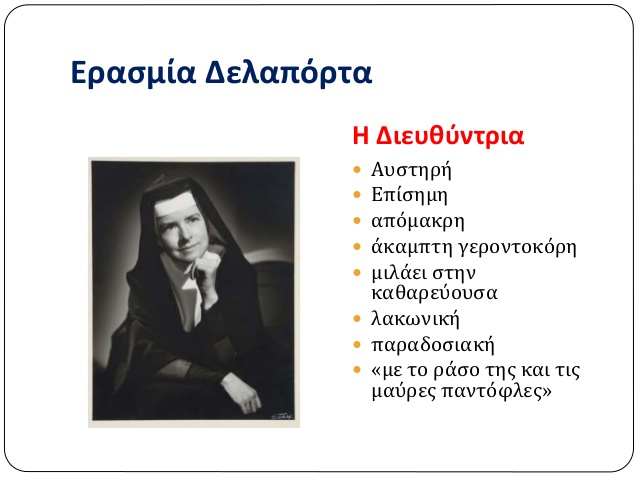 Ερασμία Δελαπόρτα
Η Διευθύντρια
Αυστηρή
Επίσημη
απόμακρη
άκαμπτη γεροντοκόρη
μιλάει στην
καθαρεύουσα
λακωνική
παραδοσιακή
«με το ράσο της και τις
μαύρες παντόφλες»